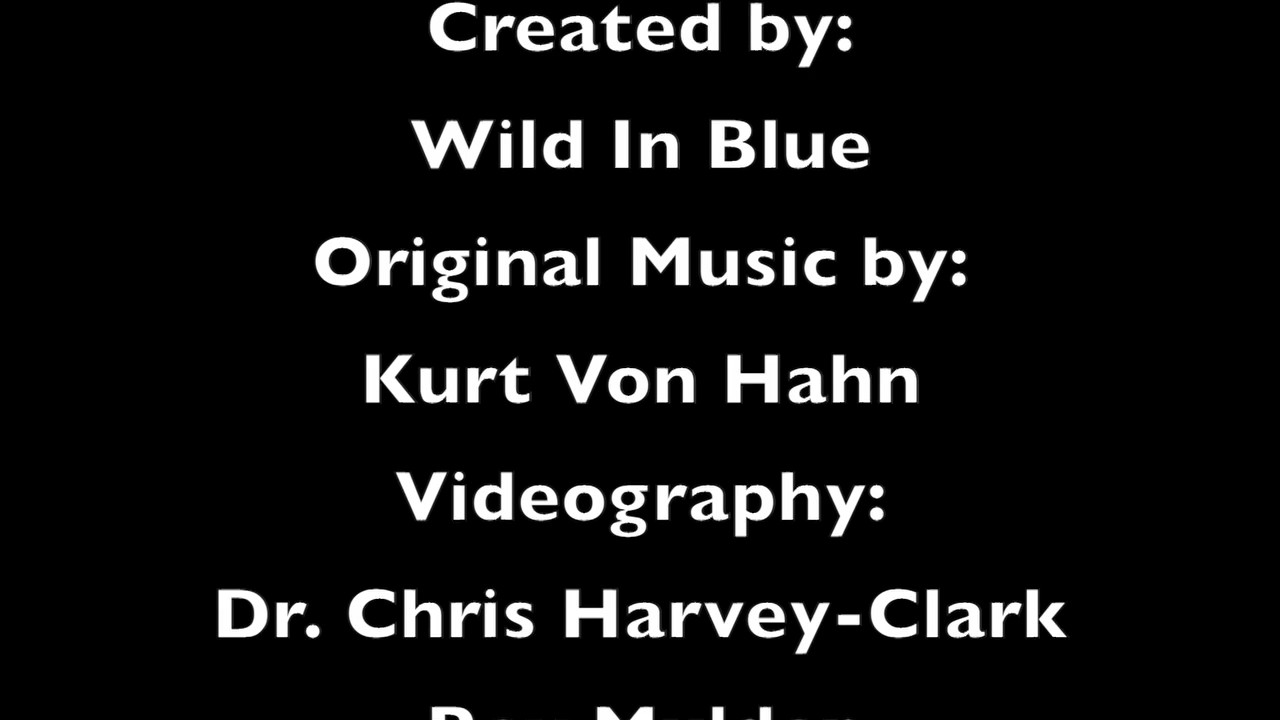 Created by:
Wild In Blue
Original Music by:
Kurt Von Hahn
Videography:
Dr. Chris Harvey-Clark